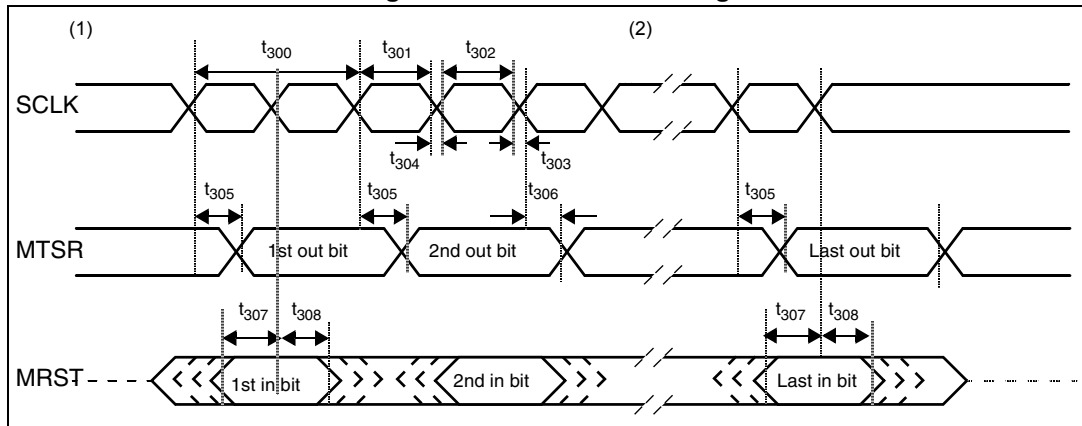 (1) (2)
t300 t301 t302
SCLK
t304 t303
t305 t305 t306 t305
MTSR 1st out bit 2nd out bit Last out bit
t307 t308 t307 t308
MRST 1st in bit 2nd in bit Last in bit